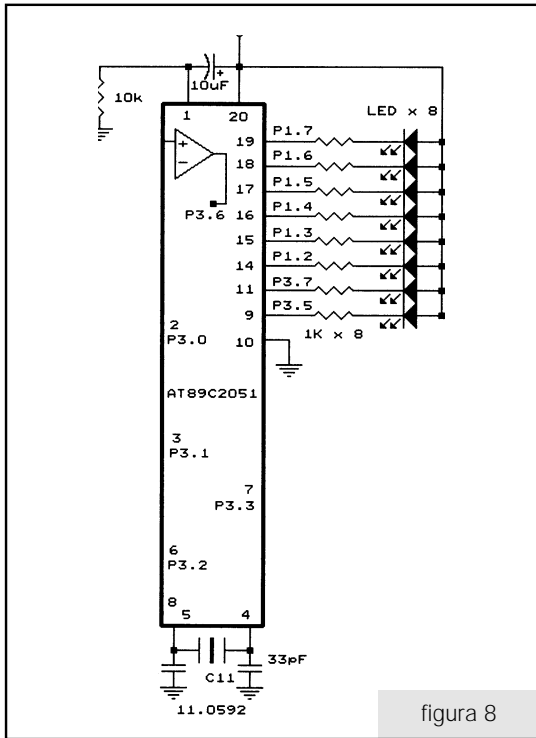 10uF
+
10k
1
20
LED x 8
19 P1.7
18 P1.6
17 P1.5
16 P1.4
15 P1.3
14 P1.2
11 P3.7
9 P3.5
+
−
P3.6
1K x 8
2
P3.0
10
AT89C2051
3
P3.1
7
P3.3
6
P3.2
8
5
4
33pF
C11
11.0592
figura 8